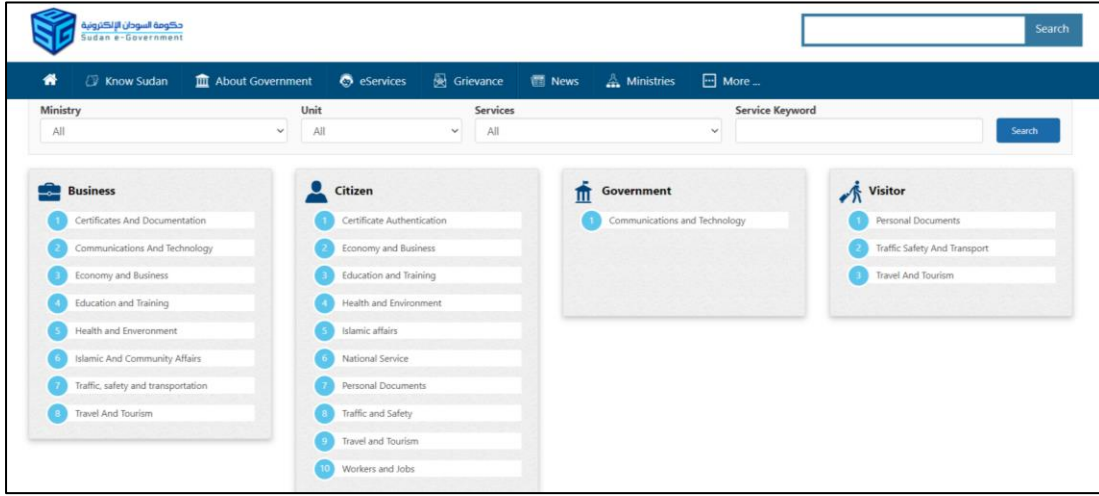 حكومة السودان الإلكترونية
Sudan e-Government
Search
Know Sudan
About Government
eServices
Grievance
News
Ministries
More ...
Ministry
Unit
Services
Service Keyword
All
All
All
Search
Business
1 Certificates And Documentation
2 Communications And Technology
3 Economy and Business
4 Education and Training
5 Health and Enveronment
6 Islamic And Community Affairs
7 Traffic, safety and transportation
8 Travel And Tourism
Citizen
1 Certificate Authentication
2 Economy and Business
3 Education and Training
4 Health and Environment
5 Islamic affairs
6 National Service
7 Personal Documents
8 Traffic and Safety
9 Travel and Tourism
10 Workers and Jobs
Government
1 Communications and Technology
Visitor
1 Personal Documents
2 Traffic Safety And Transport
3 Travel And Tourism